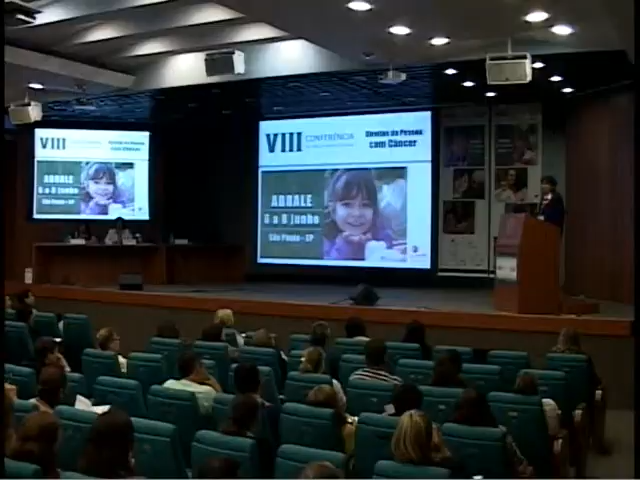 VIII CONFERÊNCIA
Direitos da Pessoa
com Câncer
ABRALE
6 a 8 junho
São Paulo - SP
VIII
ABRALE
6 a 8 junho
São Paulo - SP